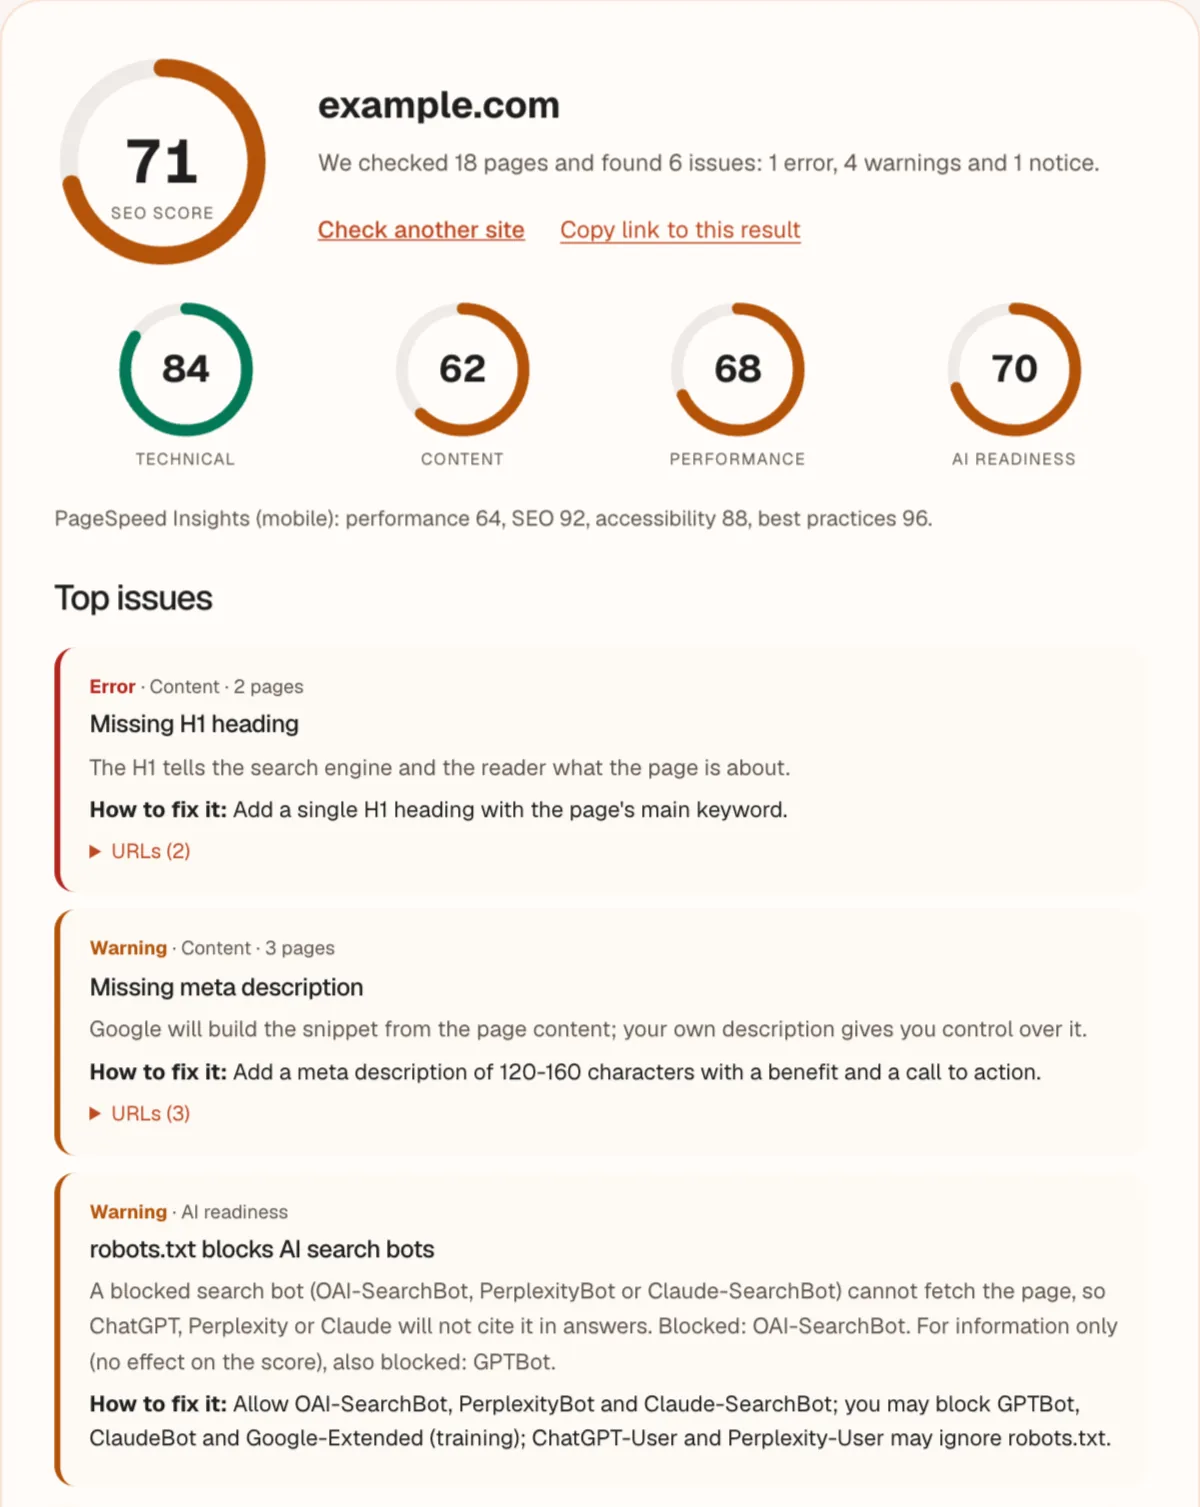 71
SEO SCORE
example.com
We checked 18 pages and found 6 issues: 1 error, 4 warnings and 1 notice.
Check another site
Copy link to this result
84
TECHNICAL
62
CONTENT
68
PERFORMANCE
70
AI READINESS
PageSpeed Insights (mobile): performance 64, SEO 92, accessibility 88, best practices 96.
Top issues
Error · Content · 2 pages
Missing H1 heading
The H1 tells the search engine and the reader what the page is about.
How to fix it: Add a single H1 heading with the page's main keyword.
▶ URLs (2)
Warning · Content · 3 pages
Missing meta description
Google will build the snippet from the page content; your own description gives you control over it.
How to fix it: Add a meta description of 120-160 characters with a benefit and a call to action.
▶ URLs (3)
Warning · AI readiness
robots.txt blocks AI search bots
A blocked search bot (OAI-SearchBot, PerplexityBot or Claude-SearchBot) cannot fetch the page, so
ChatGPT, Perplexity or Claude will not cite it in answers. Blocked: OAI-SearchBot. For information only
(no effect on the score), also blocked: GPTBot.
How to fix it: Allow OAI-SearchBot, PerplexityBot and Claude-SearchBot; you may block GPTBot,
ClaudeBot and Google-Extended (training); ChatGPT-User and Perplexity-User may ignore robots.txt.